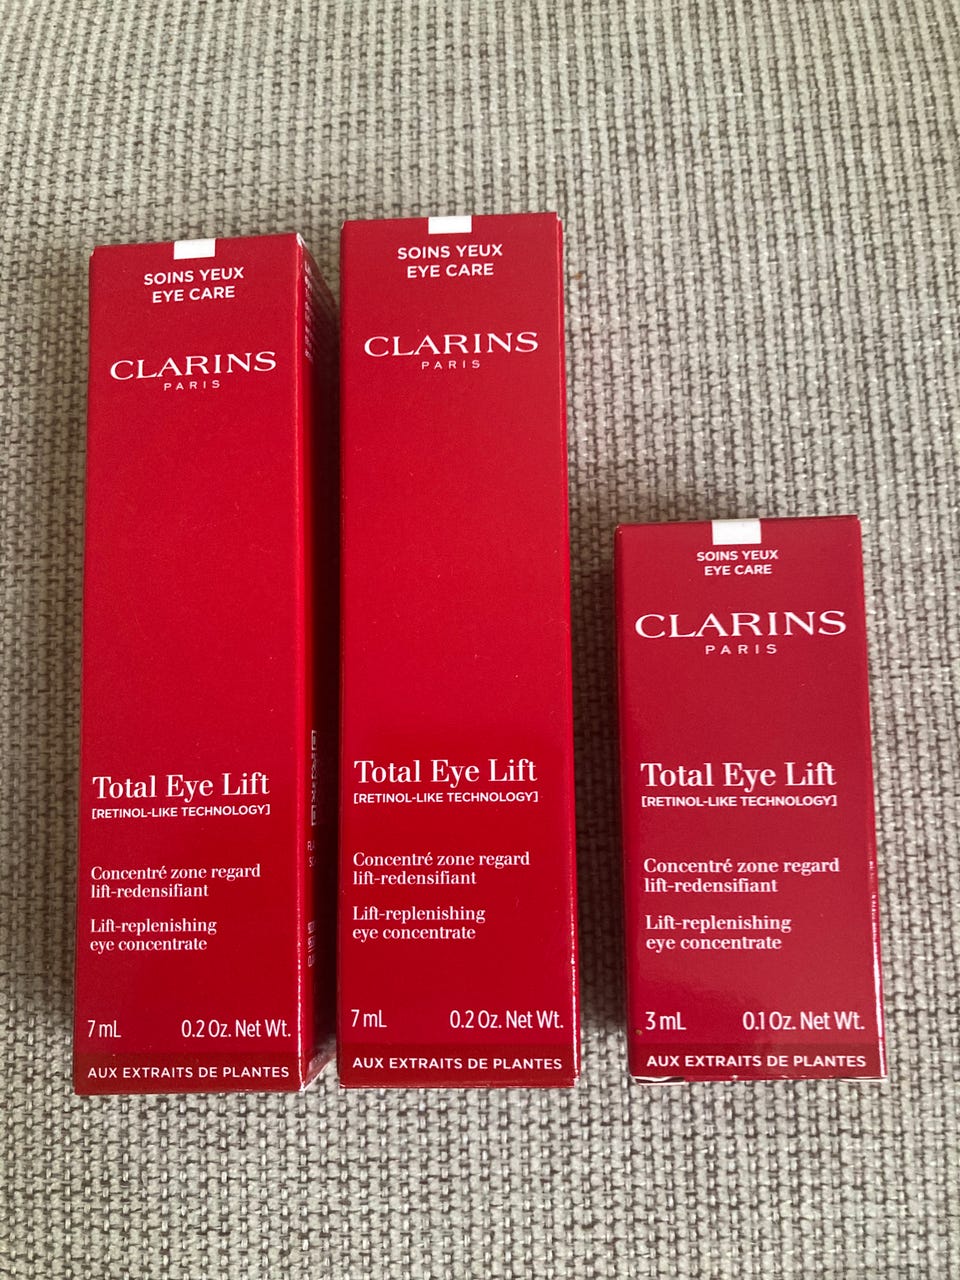 SOINS YEUX
EYE CARE
CLARINS
PARIS
Total Eye Lift
[RETINOL-LIKE TECHNOLOGY]
Concentré zone regard
lift-redensifiant
Lift-replenishing
eye concentrate
7 mL 0.2 Oz. Net Wt.
AUX EXTRAITS DE PLANTES
SOINS YEUX
EYE CARE
CLARINS
PARIS
Total Eye Lift
[RETINOL-LIKE TECHNOLOGY]
Concentré zone regard
lift-redensifiant
Lift-replenishing
eye concentrate
7 mL 0.2 Oz. Net Wt.
AUX EXTRAITS DE PLANTES
SOINS YEUX
EYE CARE
CLARINS
PARIS
Total Eye Lift
[RETINOL-LIKE TECHNOLOGY]
Concentré zone regard
lift-redensifiant
Lift-replenishing
eye concentrate
3 mL 0.1 Oz. Net Wt.
AUX EXTRAITS DE PLANTES